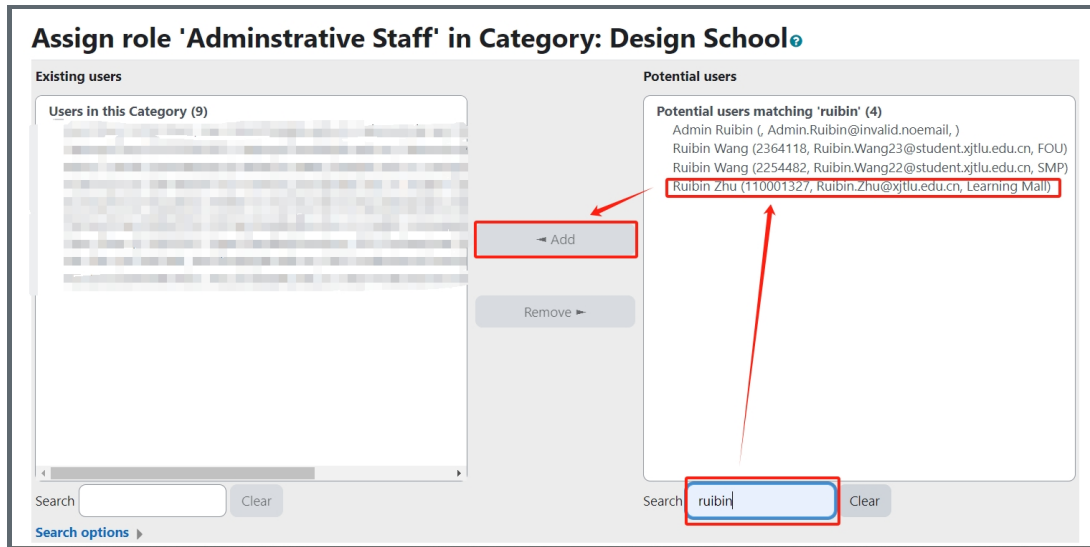 Assign role 'Adminstrative Staff' in Category: Design School
Existing users
Potential users
Users in this Category (9)
Potential users matching 'ruibin' (4)
Admin Ruibin (, Admin.Ruibin@invalid.noemail, )
Ruibin Wang (2364118, Ruibin.Wang23@student.xjtlu.edu.cn, FOU)
Ruibin Wang (2254482, Ruibin.Wang22@student.xjtlu.edu.cn, SMP)
Ruibin Zhu (110001327, Ruibin.Zhu@xjtlu.edu.cn, Learning Mall)
◄ Add
Remove ►
Search Clear
Search ruibin Clear
Search options